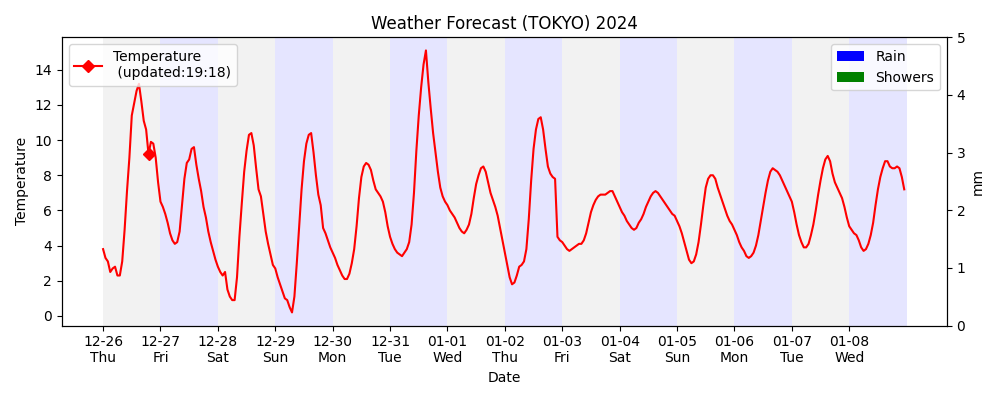 Weather Forecast (TOKYO) 2024
Temperature
(updated:19:18)
Rain
Showers
Temperature
14
12
10
8
6
4
2
0
5
4
3
2
1
0
mm
12-26 12-27 12-28 12-29 12-30 12-31 01-01 01-02 01-03 01-04 01-05 01-06 01-07 01-08
Thu Fri Sat Sun Mon Tue Wed Thu Fri Sat Sun Mon Tue Wed
Date